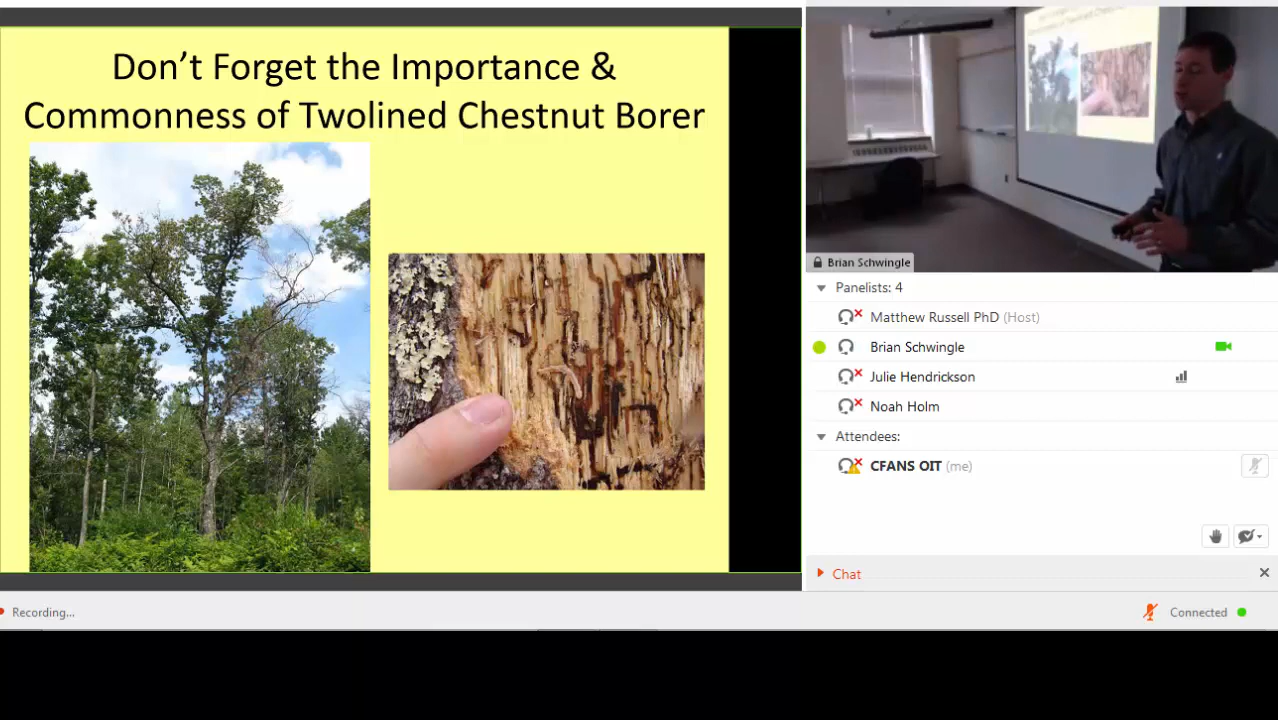 Don't Forget the Importance &
Commonness of Twolined Chestnut Borer
Brian Schwingle
Panelists: 4
Matthew Russell PhD (Host)
Brian Schwingle
Julie Hendrickson
Noah Holm
Attendees:
CFANS OIT (me)
Chat
Recording...
Connected